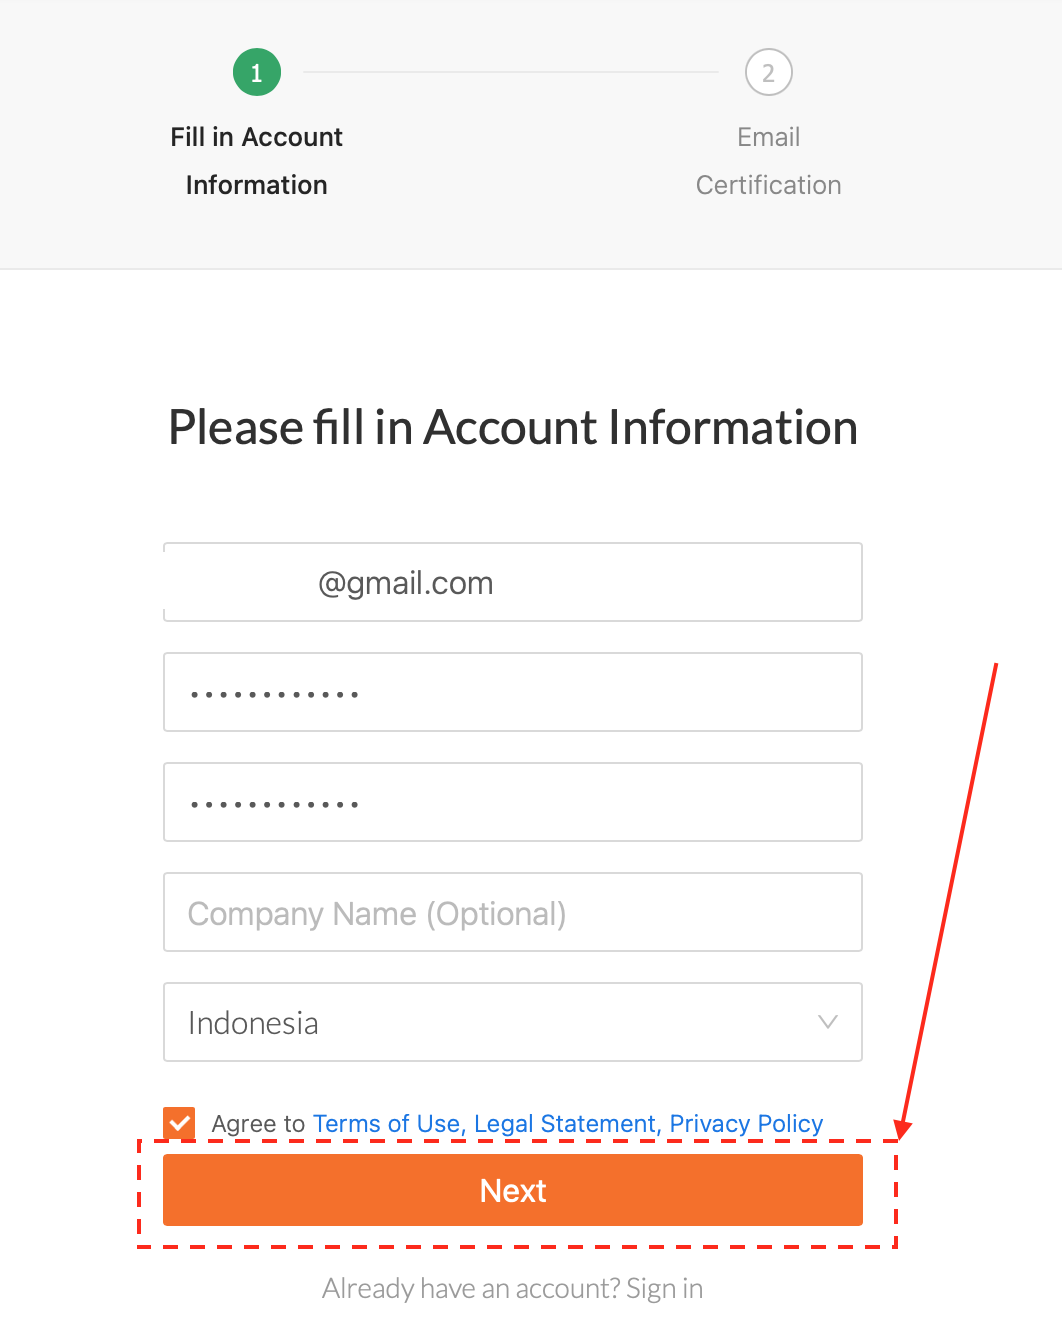 1
2
Fill in Account
Information
Email
Certification
Please fill in Account Information
@gmail.com
••••••••••••
••••••••••••
Company Name (Optional)
Indonesia
Agree to Terms of Use, Legal Statement, Privacy Policy
Next
Already have an account? Sign in